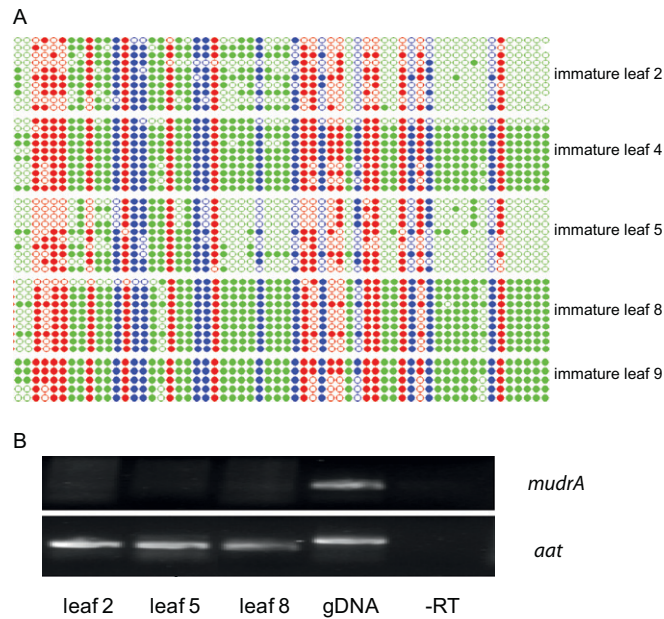 A
immature leaf 2
immature leaf 4
immature leaf 5
immature leaf 8
immature leaf 9
B
mudrA
aat
leaf 2 leaf 5 leaf 8 gDNA -RT